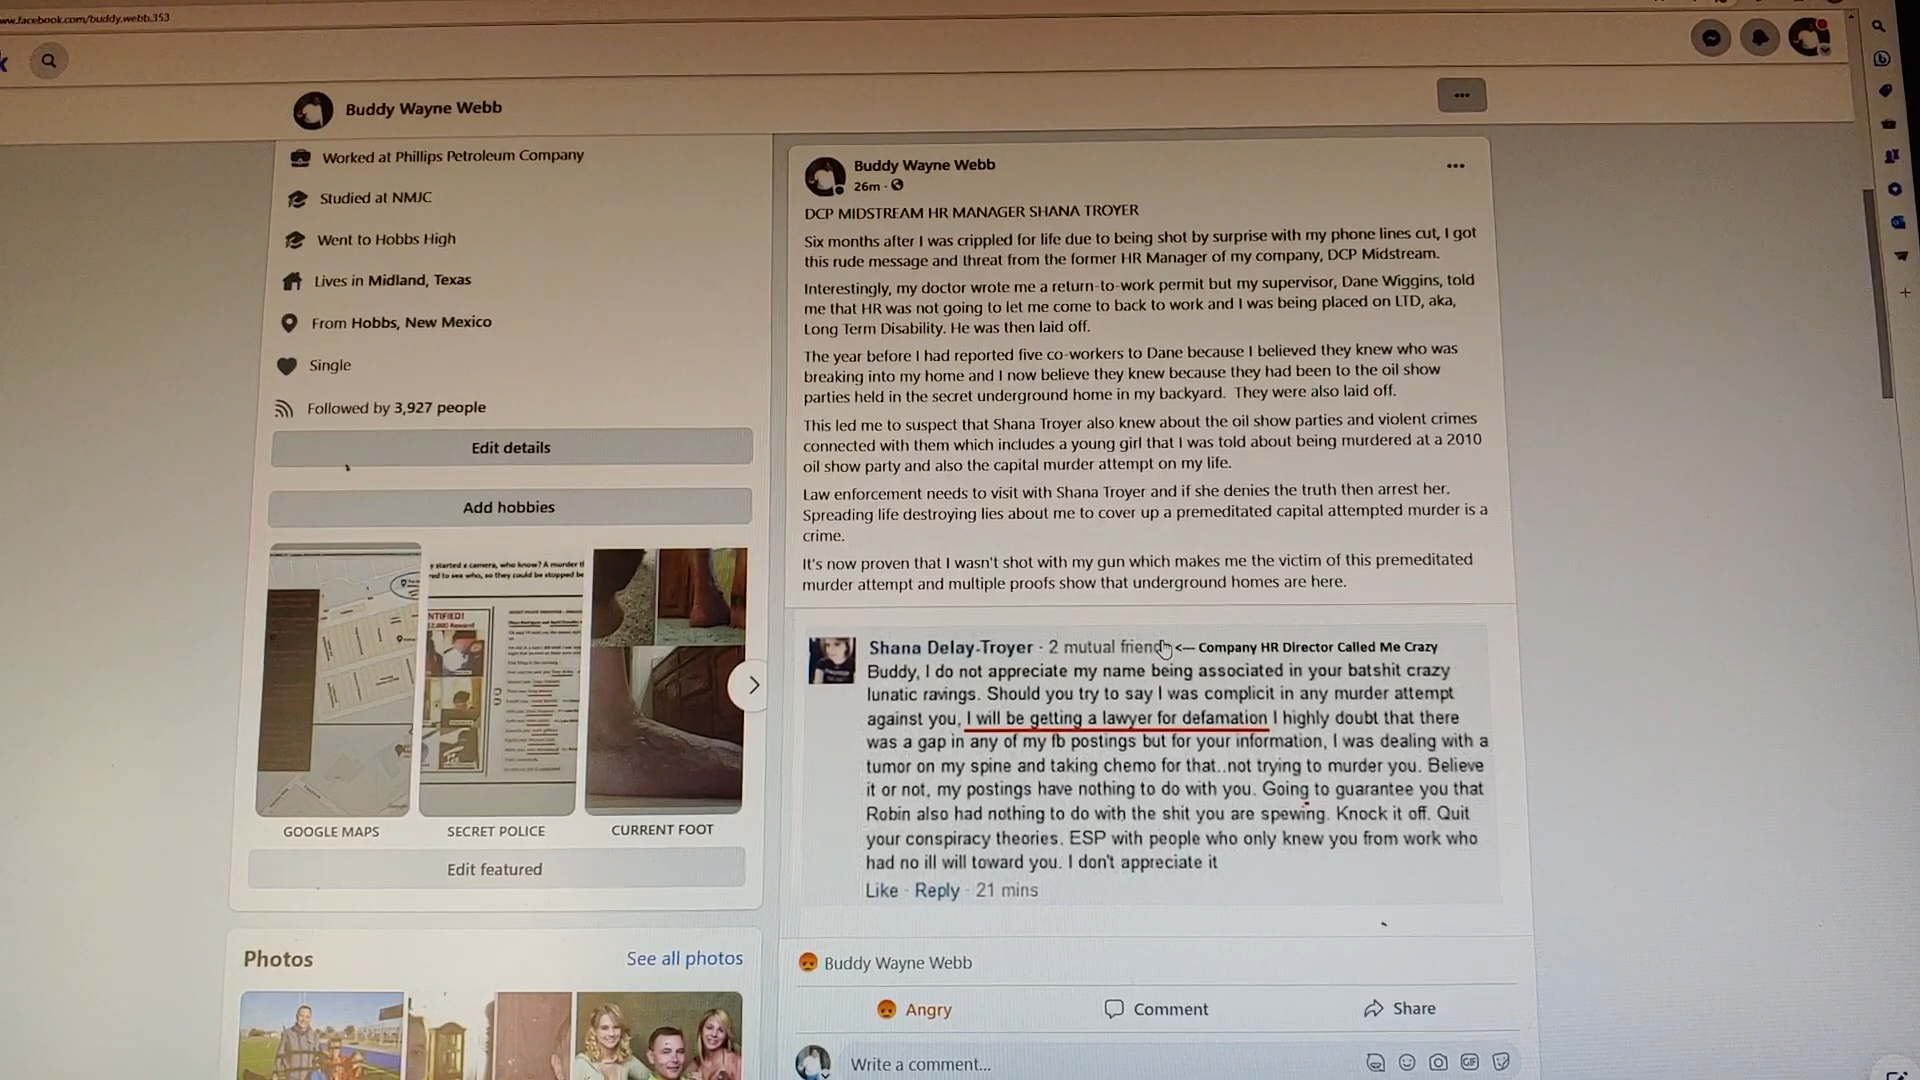 ww.facebook.com/buddy.webb.353
k
Buddy Wayne Webb
Worked at Phillips Petroleum Company
Studied at NMJC
Went to Hobbs High
Lives in Midland, Texas
From Hobbs, New Mexico
Single
Followed by 3,927 people
Edit details
Add hobbies
GOOGLE MAPS
SECRET POLICE
CURRENT FOOT
Edit featured
Photos
See all photos
Buddy Wayne Webb
26m ·
DCP MIDSTREAM HR MANAGER SHANA TROYER
Six months after I was crippled for life due to being shot by surprise with my phone lines cut, I got
this rude message and threat from the former HR Manager of my company, DCP Midstream.
Interestingly, my doctor wrote me a return-to-work permit but my supervisor, Dane Wiggins, told
me that HR was not going to let me come to back to work and I was being placed on LTD, aka,
Long Term Disability. He was then laid off.
The year before I had reported five co-workers to Dane because I believed they knew who was
breaking into my home and I now believe they knew because they had been to the oil show
parties held in the secret underground home in my backyard. They were also laid off.
This led me to suspect that Shana Troyer also knew about the oil show parties and violent crimes
connected with them which includes a young girl that I was told about being murdered at a 2010
oil show party and also the capital murder attempt on my life.
Law enforcement needs to visit with Shana Troyer and if she denies the truth then arrest her.
Spreading life destroying lies about me to cover up a premeditated capital attempted murder is a
crime.
It's now proven that I wasn't shot with my gun which makes me the victim of this premeditated
murder attempt and multiple proofs show that underground homes are here.
Shana Delay-Troyer · 2 mutual friend <— Company HR Director Called Me Crazy
Buddy, I do not appreciate my name being associated in your batshit crazy
lunatic ravings. Should you try to say I was complicit in any murder attempt
against you, I will be getting a lawyer for defamation I highly doubt that there
was a gap in any of my fb postings but for your information, I was dealing with a
tumor on my spine and taking chemo for that..not trying to murder you. Believe
it or not, my postings have nothing to do with you. Going to guarantee you that
Robin also had nothing to do with the shit you are spewing. Knock it off. Quit
your conspiracy theories. ESP with people who only knew you from work who
had no ill will toward you. I don't appreciate it
Like · Reply · 21 mins
Buddy Wayne Webb
Angry
Comment
Share
Write a comment...
GIF